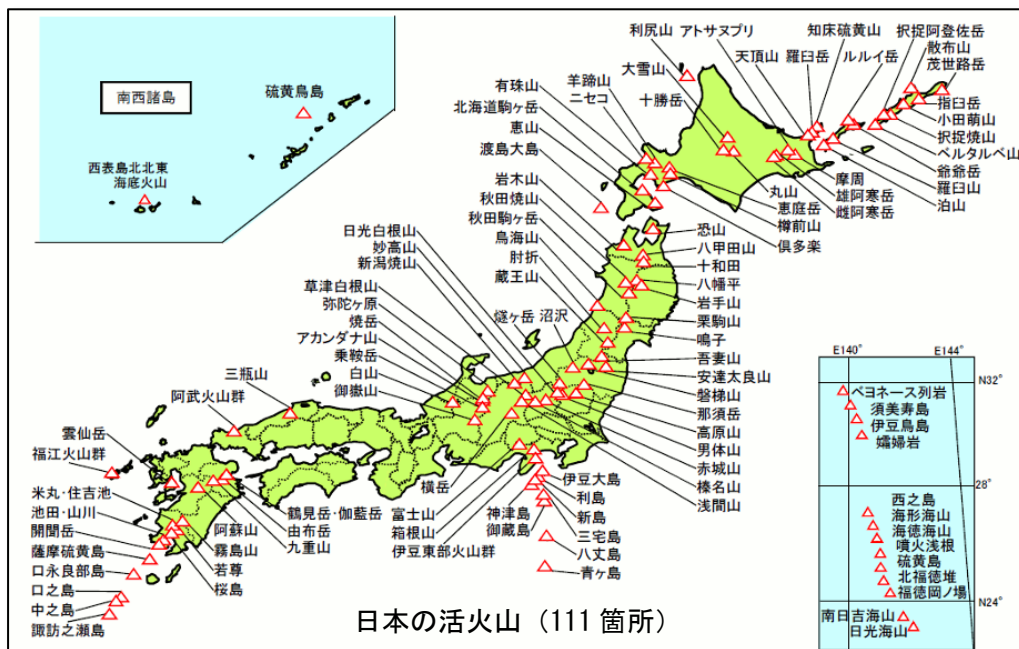 南西諸島
硫黄鳥島
西表島北北東
海底火山
利尻山
アトサヌプリ
知床硫黄山
択捉阿登佐岳
天頂山
羅臼岳
ルルイ岳
散布山
茂世路岳
大雪山
羊蹄山
ニセコ
十勝岳
有珠山
北海道駒ヶ岳
恵山
渡島大島
指臼岳
小田萌山
択捉焼山
ベルタルベ山
爺爺岳
羅臼山
泊山
摩周
雄阿寒岳
雌阿寒岳
丸山
恵庭岳
樽前山
倶多楽
岩木山
秋田焼山
秋田駒ヶ岳
鳥海山
肘折
蔵王山
恐山
八甲田山
十和田
八幡平
岩手山
栗駒山
鳴子
吾妻山
安達太良山
磐梯山
那須岳
高原山
男体山
赤城山
榛名山
浅間山
日光白根山
妙高山
新潟焼山
草津白根山
弥陀ヶ原
焼岳
アカンダナ山
乗鞍岳
白山
御嶽山
燧ヶ岳
沼沢
三瓶山
阿武火山群
雲仙岳
福江火山群
米丸・住吉池
池田・山川
開聞岳
薩摩硫黄島
口永良部島
口之島
中之島
諏訪之瀬島
鶴見岳・伽藍岳
由布岳
九重山
阿蘇山
霧島山
若尊
桜島
横岳
富士山
箱根山
伊豆東部火山群
伊豆大島
利島
新島
神津島
御蔵島
三宅島
八丈島
青ヶ島
E140°
E144°
N32°
ベヨネース列岩
須美寿島
伊豆鳥島
孀婦岩
N28°
西之島
海形海山
海徳海山
噴火浅根
硫黄島
北福徳堆
福徳岡ノ場
N24°
南日吉海山
日光海山
日本の活火山（111 箇所）